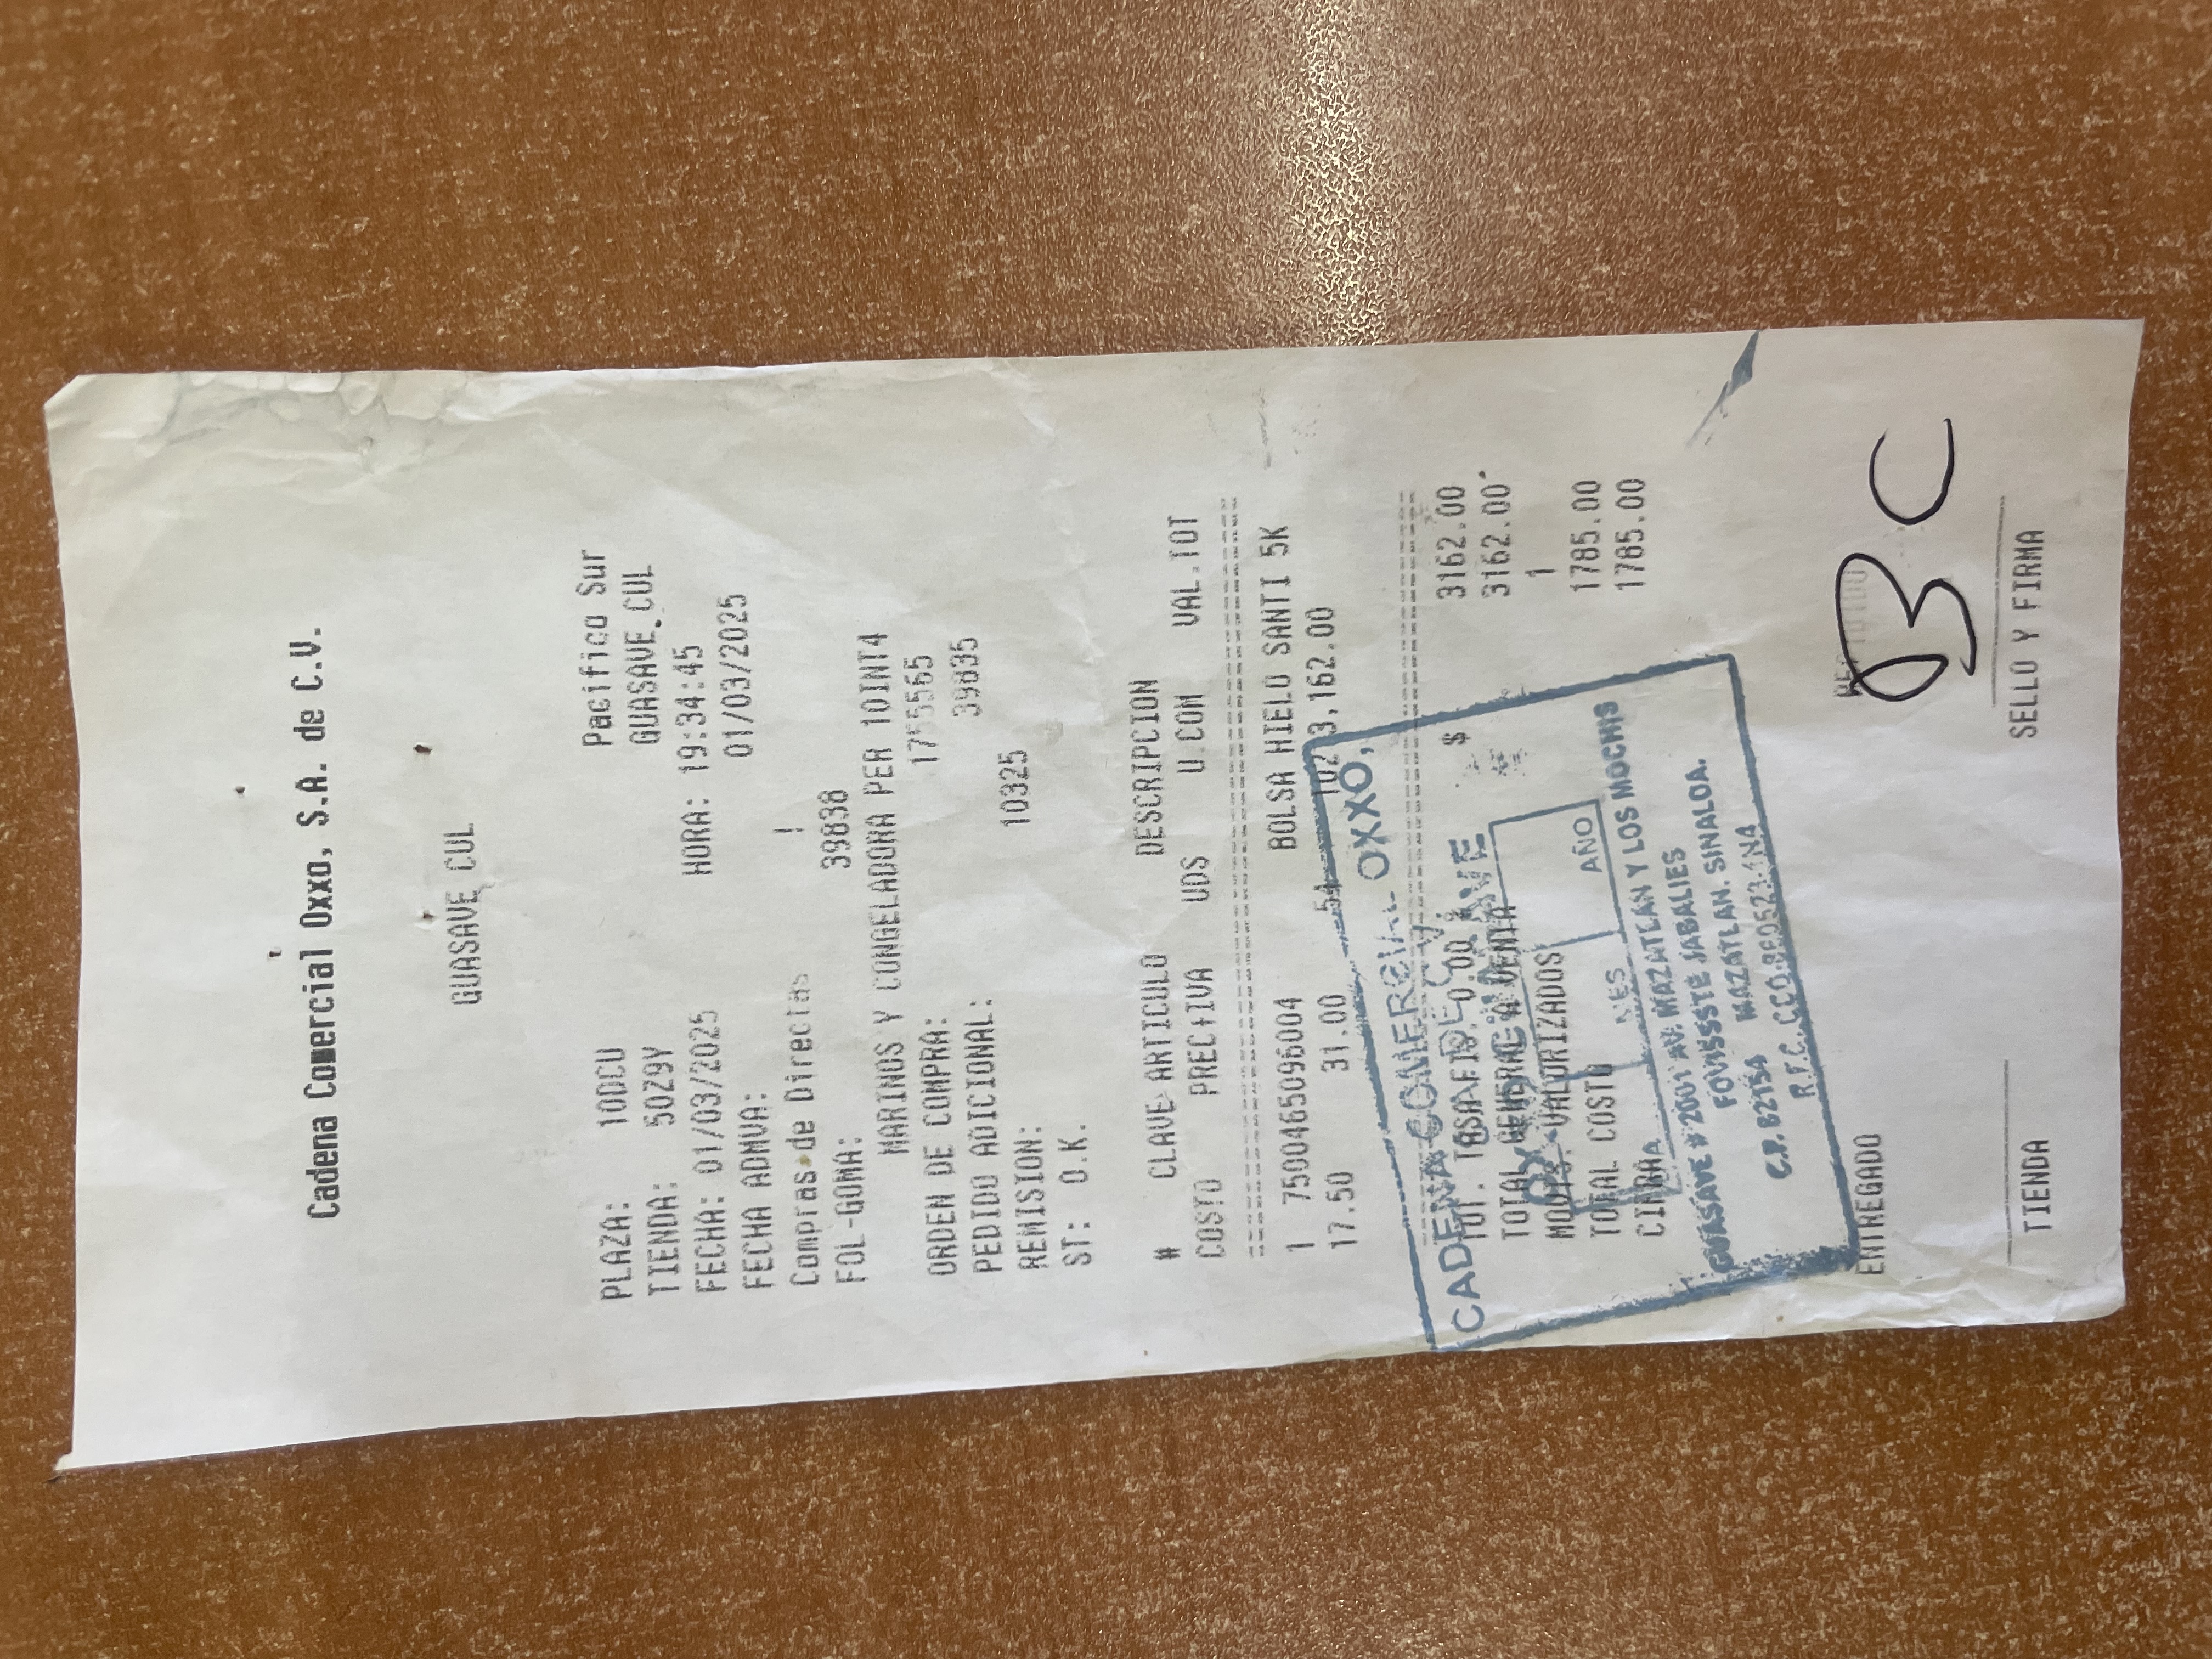 Cadena Comercial Oxxo, S.A. de C.V.
GUASAVE CUL
PLAZA: 10DCU Pacifico Sur
TIENDA: 50Z9Y GUASAVE CUL
FECHA: 01/03/2025 HORA: 19:34:45
FECHA ADMVA: 01/03/2025
Compras de Directas !
FOL-GOMA: 39838
MARINOS Y CONGELADORA PER 10INT4
ORDEN DE COMPRA: 1755565
PEDIDO ADICIONAL: 39835
REMISION: 10325
ST: O.K.
# CLAVE ARTICULO DESCRIPCION
COSTO PREC+IVA UDS U.COM VAL.TOT
1 7500465096004 BOLSA HIELO SANTI 5K
17.50 31.00 54 102 3,162.00
CADENA COMERCIAL OXXO,
S.A. DE C.V.
TOT. TASA FIS. 0.00 $ 3162.00
OXXO GUASAVE
TOTAL GENERAL A VENTA 3162.00
MOVTS. VALORIZADOS 1
TOTAL COSTO 1785.00
CIFRA 1785.00
DIA MES AÑO
GUASAVE # 2001 AV. MAZATLAN Y LOS MOCHIS
FOVISSSTE JABALIES
C.P. 82154 MAZATLAN, SINALOA.
R.F.C. CCO-860523-1N4
ENTREGADO
BC
TIENDA SELLO Y FIRMA